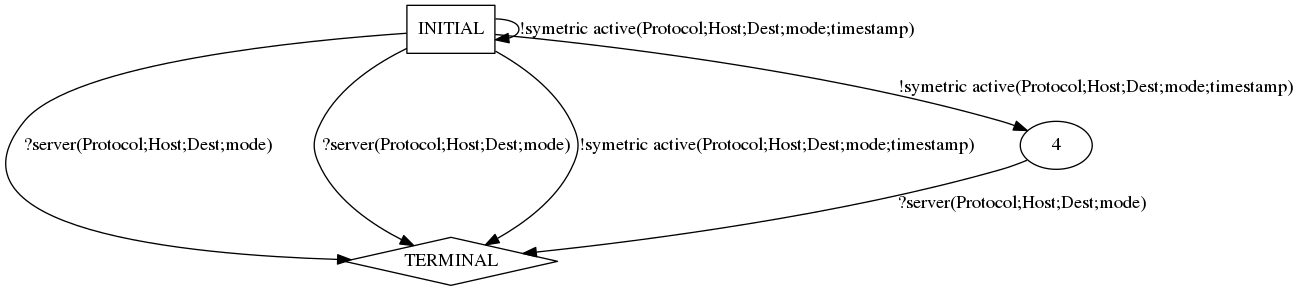 INITIAL
!symetric active(Protocol;Host;Dest;mode;timestamp)
!symetric active(Protocol;Host;Dest;mode;timestamp)
?server(Protocol;Host;Dest;mode)
?server(Protocol;Host;Dest;mode)
!symetric active(Protocol;Host;Dest;mode;timestamp)
4
?server(Protocol;Host;Dest;mode)
TERMINAL